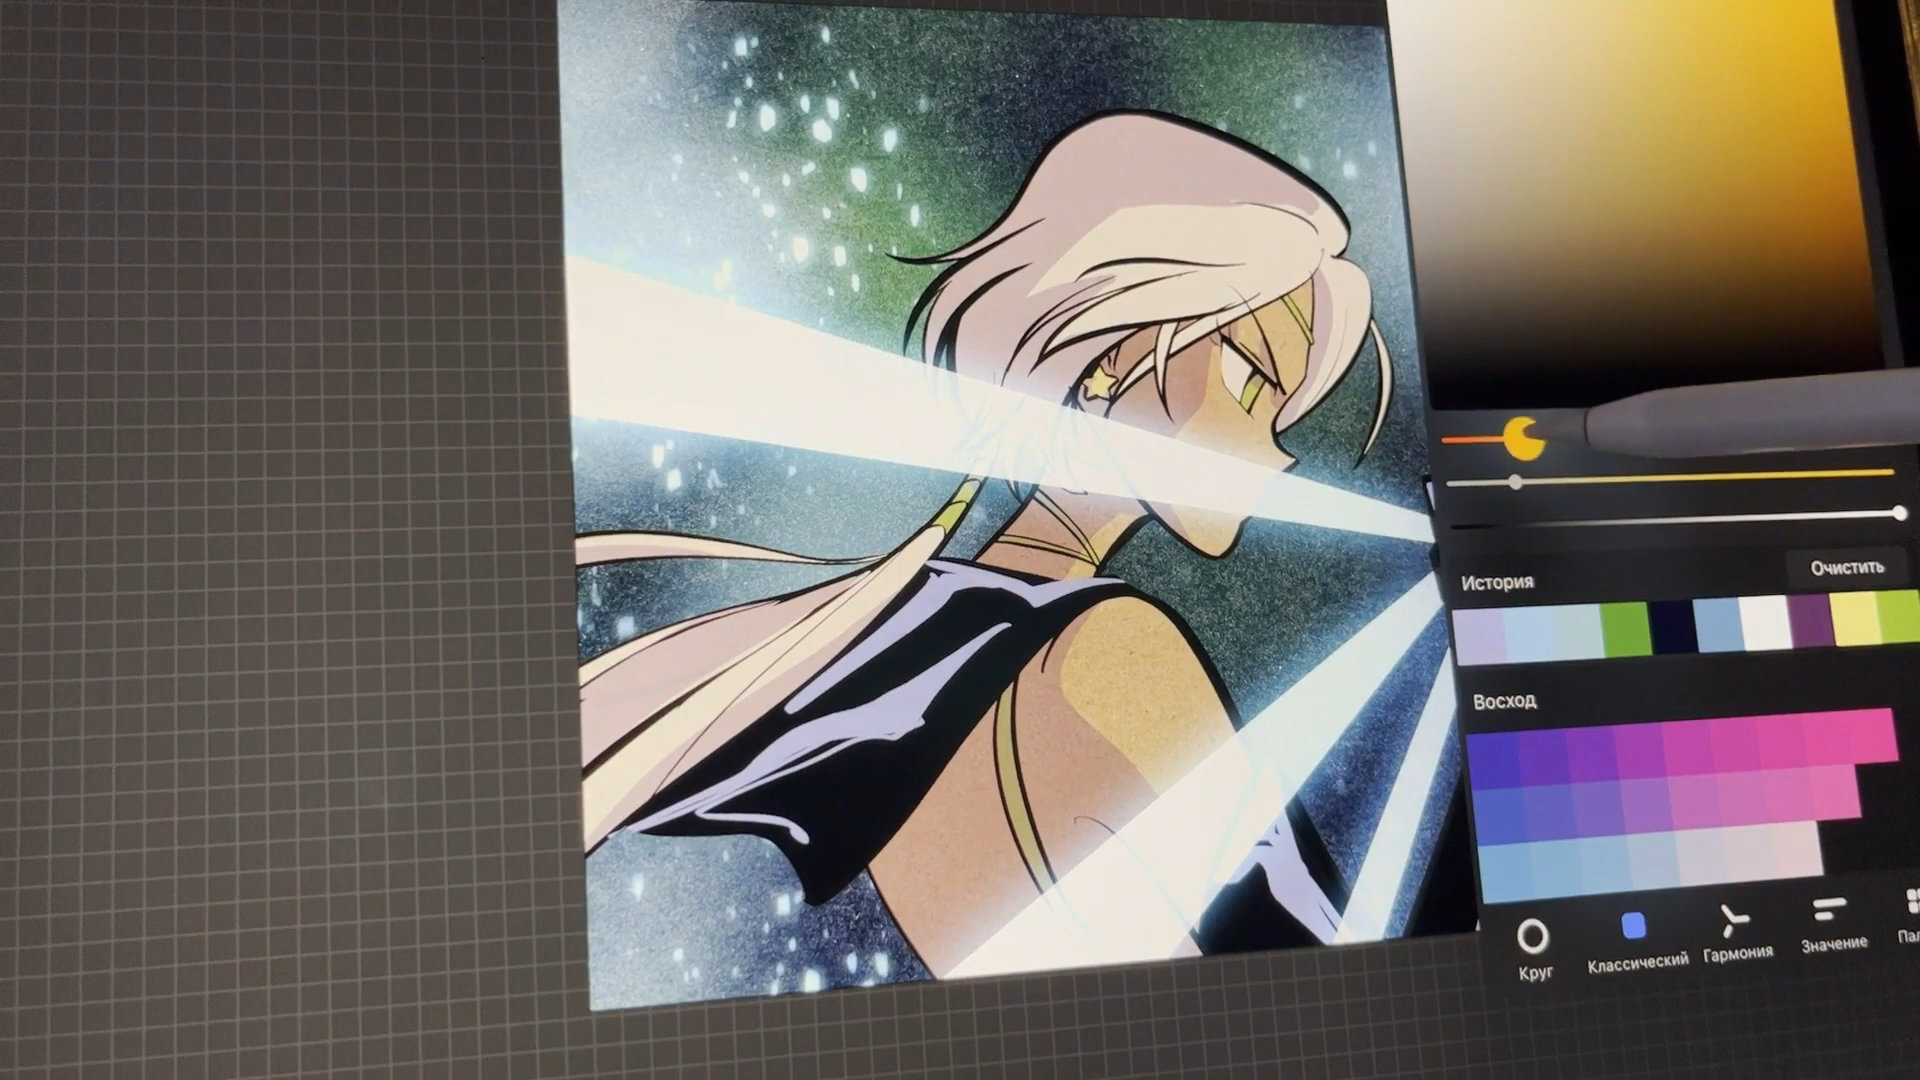 История
Очистить
Восход
Круг
Классический
Гармония
Значение